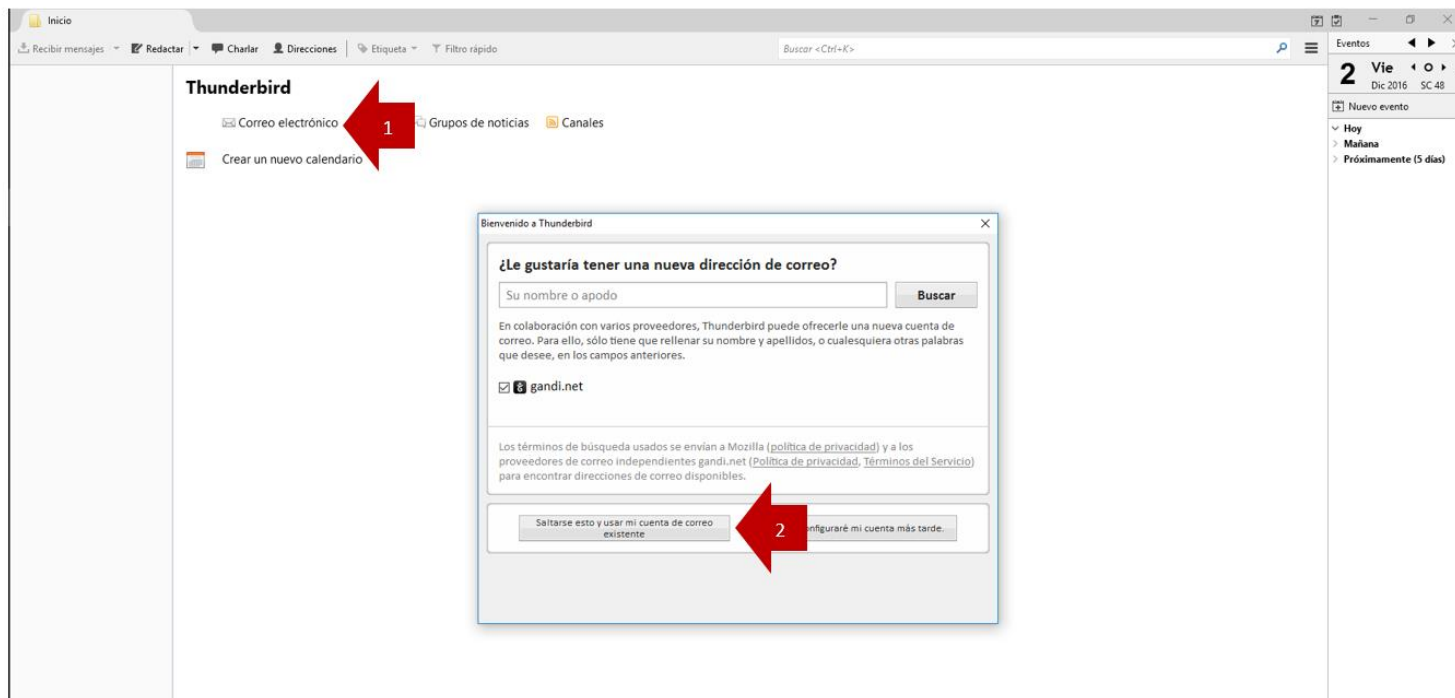 Inicio
Recibir mensajes Redactar Charlar Direcciones Etiqueta Filtro rápido Buscar <Ctrl+K>
Eventos
2 Vie
Dic 2016 SC 48
Nuevo evento
Hoy
Mañana
Próximamente (5 días)
Thunderbird
Correo electrónico 1 Grupos de noticias Canales
Crear un nuevo calendario
Bienvenido a Thunderbird
¿Le gustaría tener una nueva dirección de correo?
Su nombre o apodo Buscar
En colaboración con varios proveedores, Thunderbird puede ofrecerle una nueva cuenta de
correo. Para ello, sólo tiene que rellenar su nombre y apellidos, o cualesquiera otras palabras
que desee, en los campos anteriores.
gandi.net
Los términos de búsqueda usados se envían a Mozilla (política de privacidad) y a los
proveedores de correo independientes gandi.net (Política de privacidad, Términos del Servicio)
para encontrar direcciones de correo disponibles.
Saltarse esto y usar mi cuenta de correo
existente
2 onfiguraré mi cuenta más tarde.